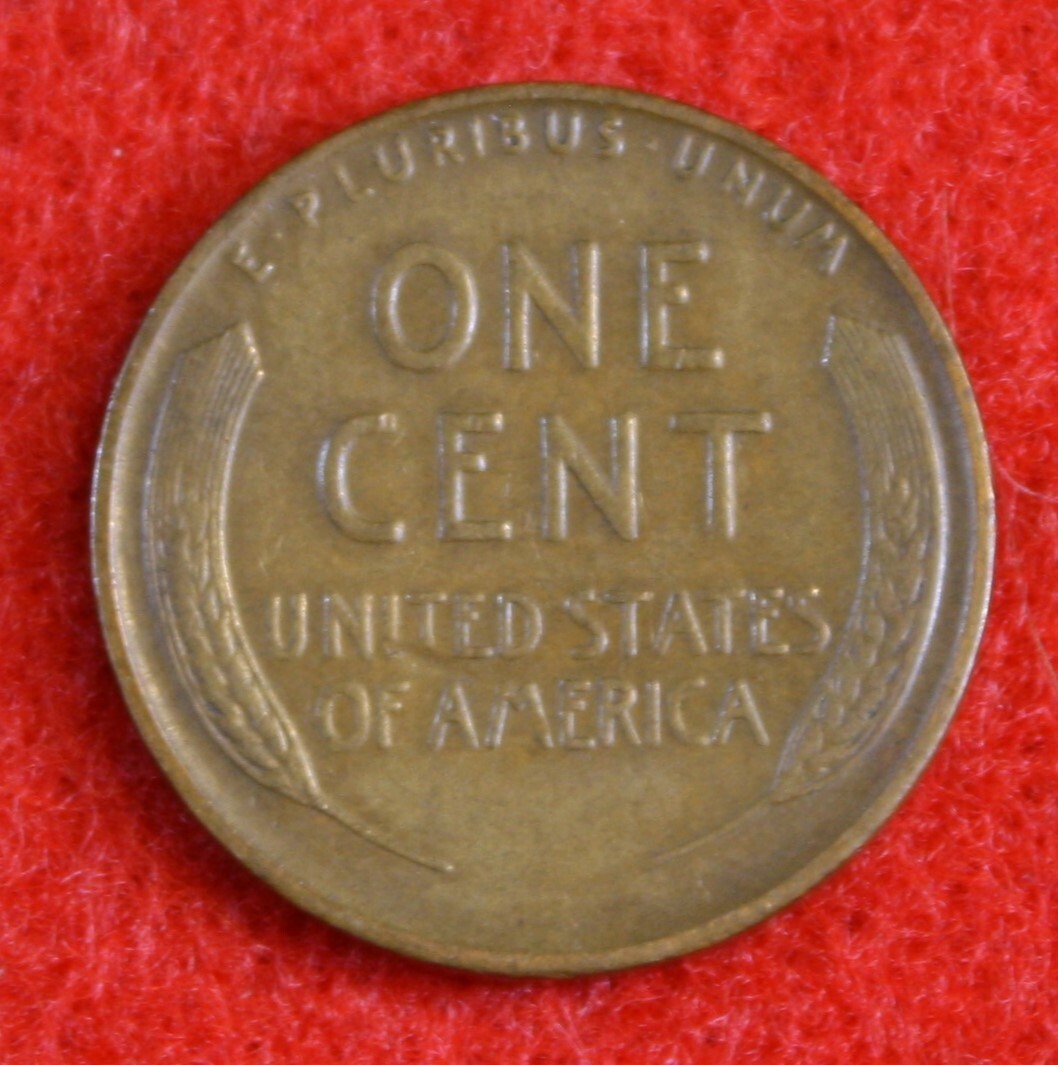 E·PLURIBUS·UNUM
ONE
CENT
UNITED STATES
OF AMERICA